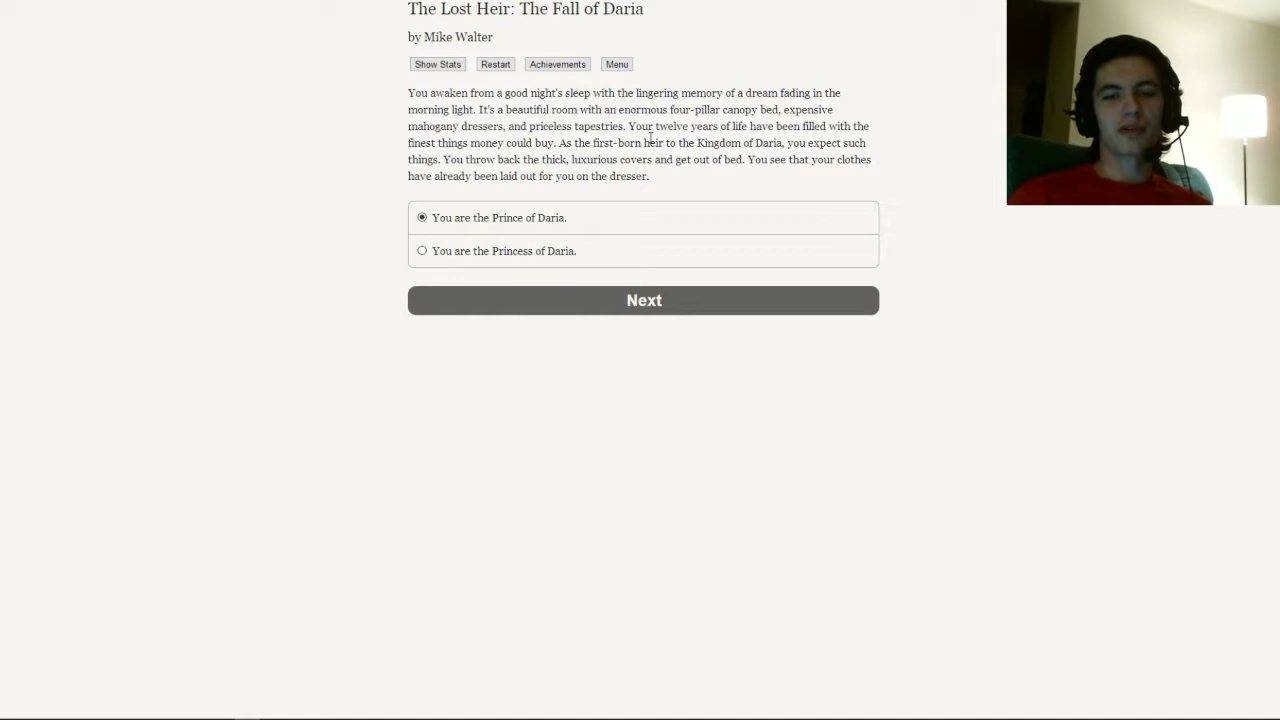 The Lost Heir: The Fall of Daria
by Mike Walter
Show Stats Restart Achievements Menu
You awaken from a good night's sleep with the lingering memory of a dream fading in the
morning light. It's a beautiful room with an enormous four-pillar canopy bed, expensive
mahogany dressers, and priceless tapestries. Your twelve years of life have been filled with the
finest things money could buy. As the first-born heir to the Kingdom of Daria, you expect such
things. You throw back the thick, luxurious covers and get out of bed. You see that your clothes
have already been laid out for you on the dresser.
You are the Prince of Daria.
You are the Princess of Daria.
Next